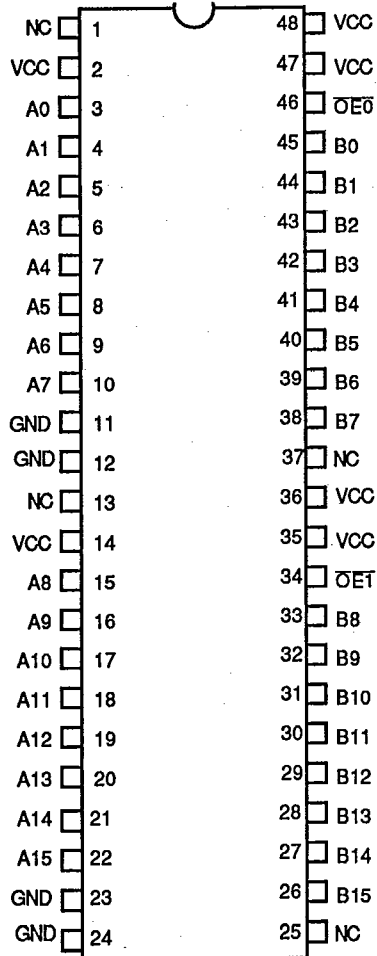 NC 1 48 VCC
VCC 2 47 VCC
A0 3 46 O̅E̅0̅
A1 4 45 B0
A2 5 44 B1
A3 6 43 B2
A4 7 42 B3
A5 8 41 B4
A6 9 40 B5
A7 10 39 B6
GND 11 38 B7
GND 12 37 NC
NC 13 36 VCC
VCC 14 35 VCC
A8 15 34 O̅E̅1̅
A9 16 33 B8
A10 17 32 B9
A11 18 31 B10
A12 19 30 B11
A13 20 29 B12
A14 21 28 B13
A15 22 27 B14
GND 23 26 B15
GND 24 25 NC